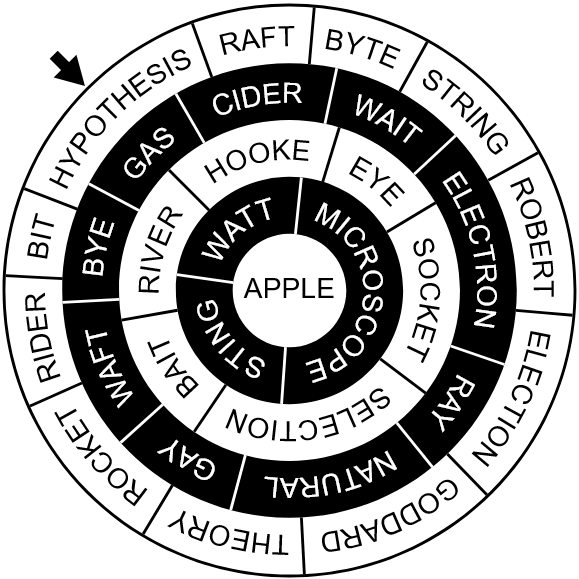 HYPOTHESIS
RAFT
BYTE
STRING
ROBERT
ELECTION
GODDARD
THEORY
ROCKET
RIDER
BIT
GAS
CIDER
WAIT
ELECTRON
RAY
NATURAL
GAY
WAFT
BYE
HOOKE
EYE
SOCKET
SELECTION
BAIT
RIVER
WATT
MICROSCOPE
STING
APPLE